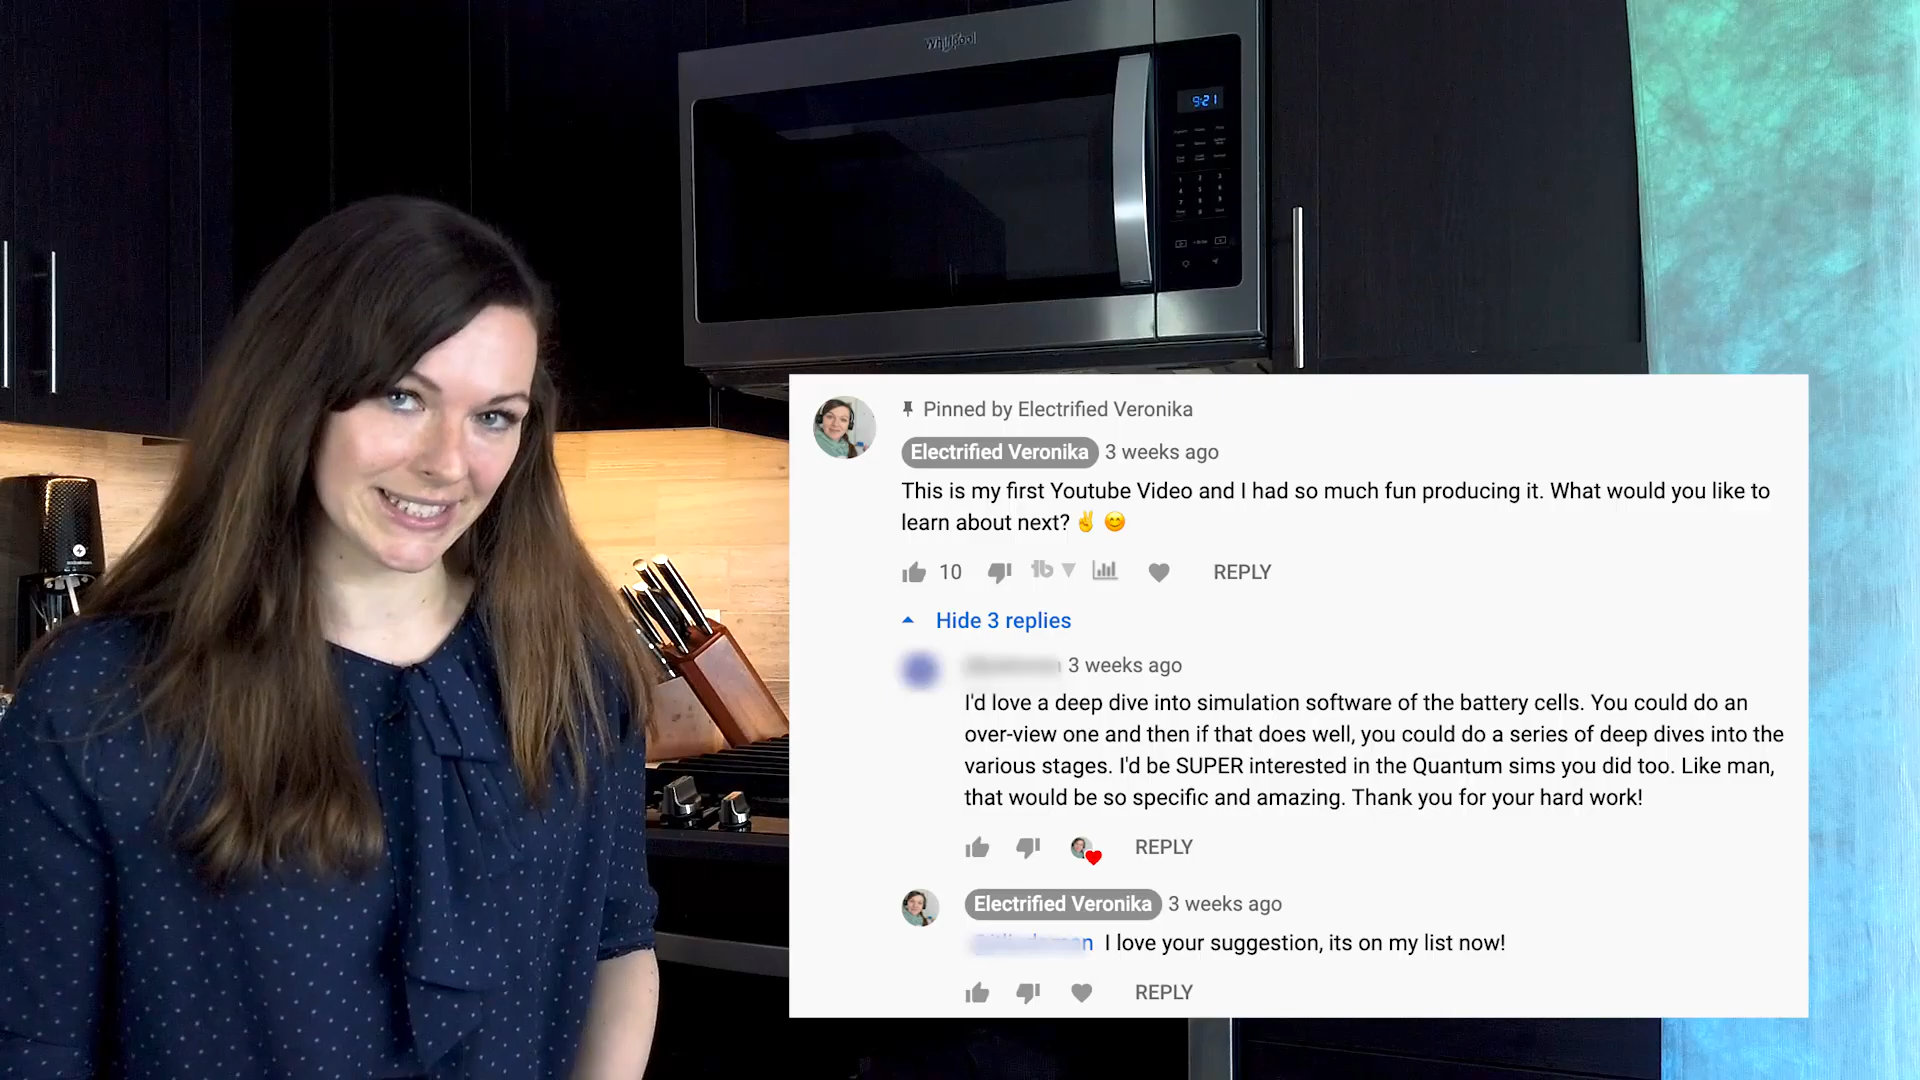 Whirlpool
9:21
Pinned by Electrified Veronika
Electrified Veronika 3 weeks ago
This is my first Youtube Video and I had so much fun producing it. What would you like to
learn about next? ✌️ 😊
10 REPLY
Hide 3 replies
3 weeks ago
I'd love a deep dive into simulation software of the battery cells. You could do an
over-view one and then if that does well, you could do a series of deep dives into the
various stages. I'd be SUPER interested in the Quantum sims you did too. Like man,
that would be so specific and amazing. Thank you for your hard work!
REPLY
Electrified Veronika 3 weeks ago
I love your suggestion, its on my list now!
REPLY